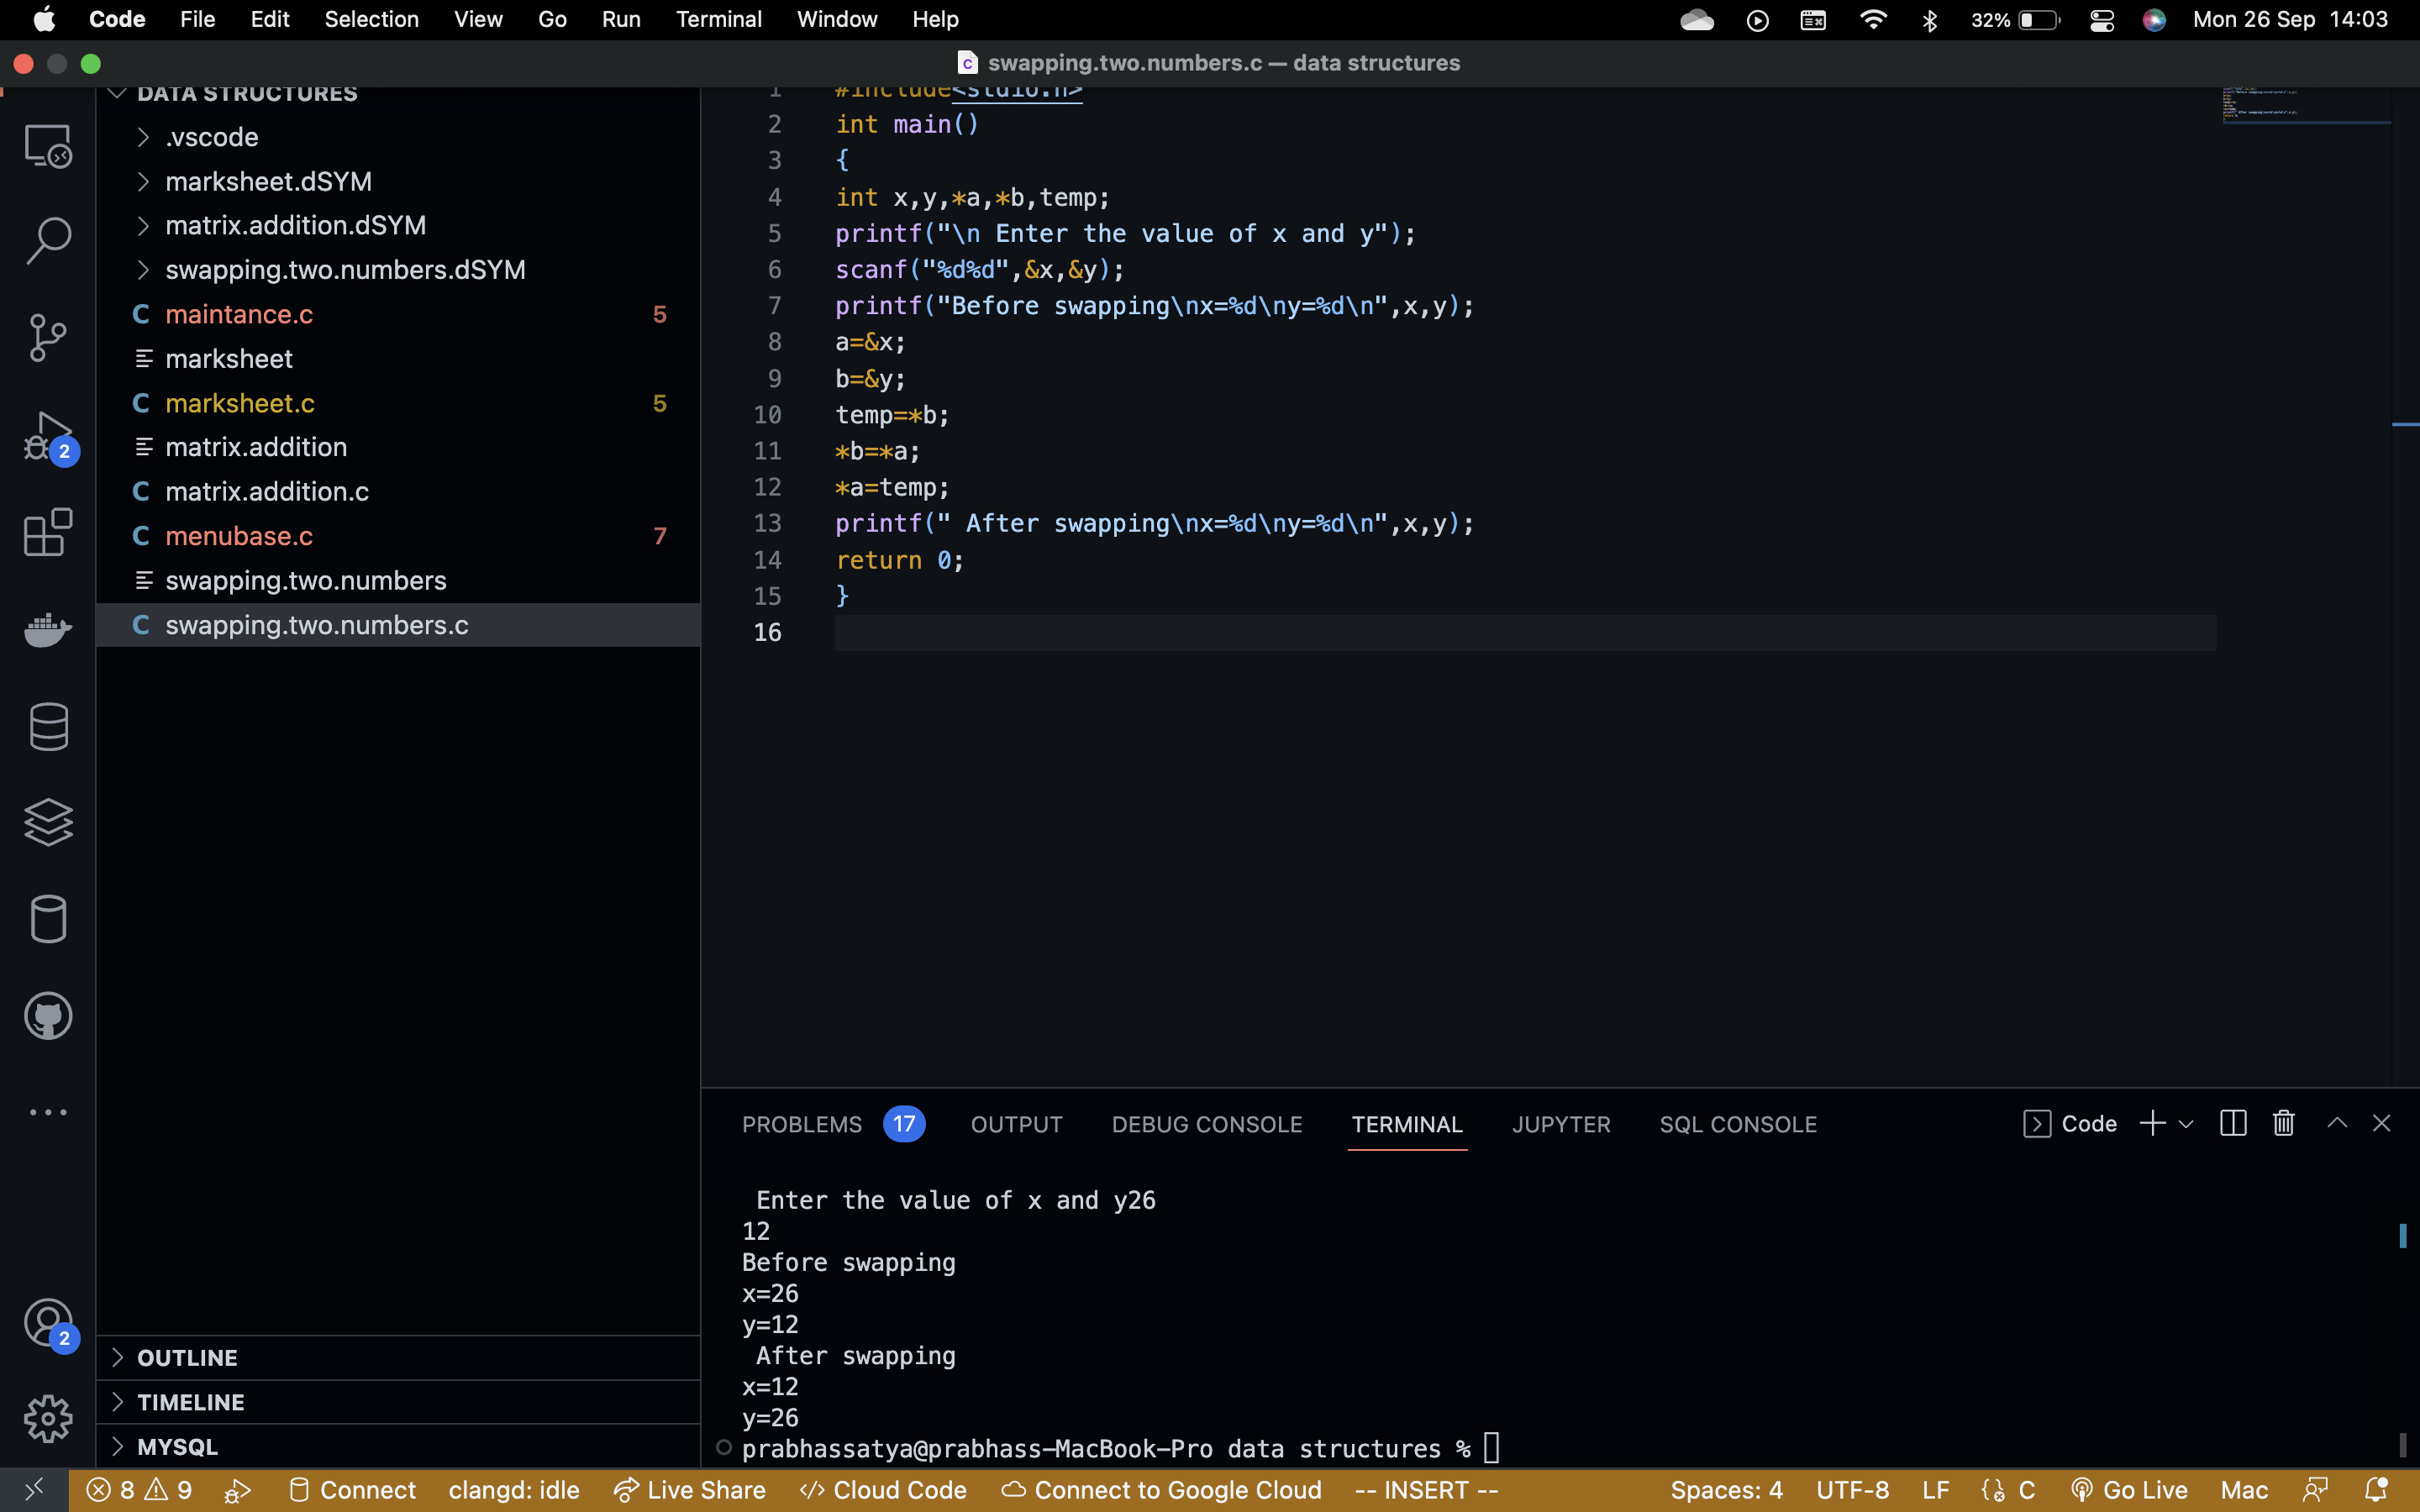 Code File Edit Selection View Go Run Terminal Window Help 32% Mon 26 Sep 14:03
swapping.two.numbers.c — data structures
DATA STRUCTURES
.vscode
marksheet.dSYM
matrix.addition.dSYM
swapping.two.numbers.dSYM
C maintance.c 5
marksheet
C marksheet.c 5
matrix.addition
C matrix.addition.c
C menubase.c 7
swapping.two.numbers
C swapping.two.numbers.c
2
2
OUTLINE
TIMELINE
MYSQL
1 #include<stdio.h>
2 int main()
3 {
4 int x,y,*a,*b,temp;
5 printf("\n Enter the value of x and y");
6 scanf("%d%d",&x,&y);
7 printf("Before swapping\nx=%d\ny=%d\n",x,y);
8 a=&x;
9 b=&y;
10 temp=*b;
11 *b=*a;
12 *a=temp;
13 printf(" After swapping\nx=%d\ny=%d\n",x,y);
14 return 0;
15 }
16
PROBLEMS 17 OUTPUT DEBUG CONSOLE TERMINAL JUPYTER SQL CONSOLE Code
Enter the value of x and y26
12
Before swapping
x=26
y=12
After swapping
x=12
y=26
prabhassatya@prabhass-MacBook-Pro data structures %
8 9 Connect clangd: idle Live Share Cloud Code Connect to Google Cloud -- INSERT -- Spaces: 4 UTF-8 LF C Go Live Mac